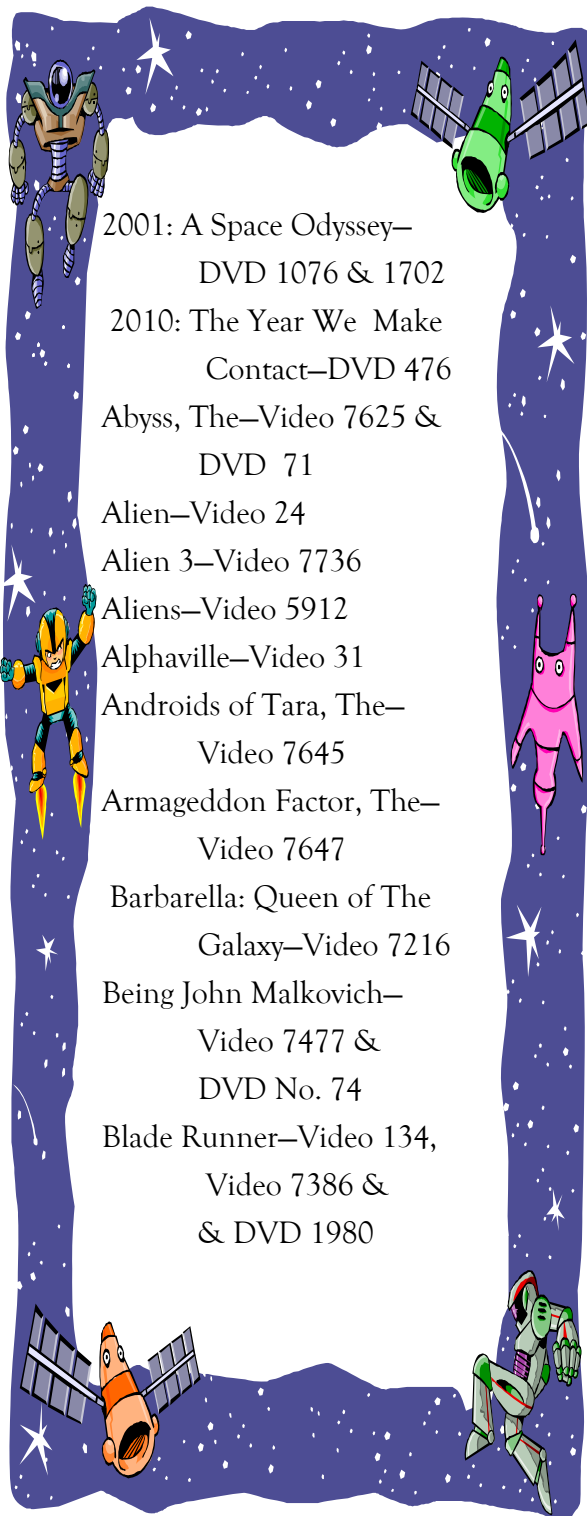 2001: A Space Odyssey—
DVD 1076 & 1702
2010: The Year We Make
Contact—DVD 476
Abyss, The—Video 7625 &
DVD 71
Alien—Video 24
Alien 3—Video 7736
Aliens—Video 5912
Alphaville—Video 31
Androids of Tara, The—
Video 7645
Armageddon Factor, The—
Video 7647
Barbarella: Queen of The
Galaxy—Video 7216
Being John Malkovich—
Video 7477 &
DVD No. 74
Blade Runner—Video 134,
Video 7386 &
& DVD 1980